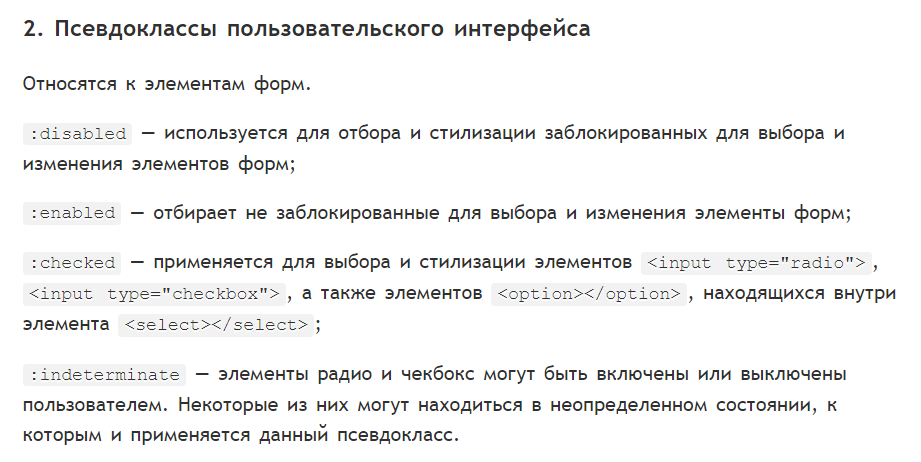 2. Псевдоклассы пользовательского интерфейса
Относятся к элементам форм.
:disabled — используется для отбора и стилизации заблокированных для выбора и
изменения элементов форм;
:enabled — отбирает не заблокированные для выбора и изменения элементы форм;
:checked — применяется для выбора и стилизации элементов <input type="radio">,
<input type="checkbox">, а также элементов <option></option>, находящихся внутри
элемента <select></select>;
:indeterminate — элементы радио и чекбокс могут быть включены или выключены
пользователем. Некоторые из них могут находиться в неопределенном состоянии, к
которым и применяется данный псевдокласс.